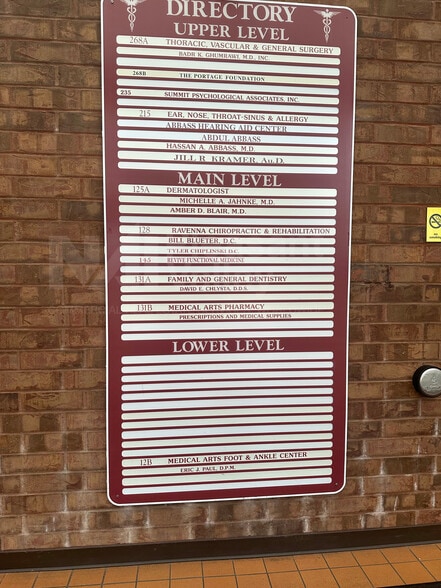 DIRECTORY
UPPER LEVEL
268A THORACIC, VASCULAR & GENERAL SURGERY
BADR K. GHUMRAWI, M.D., INC.
268B THE PORTAGE FOUNDATION
235 SUMMIT PSYCHOLOGICAL ASSOCIATES, INC.
215 EAR, NOSE, THROAT-SINUS & ALLERGY
ABBASS HEARING AID CENTER
ABDUL ABBASS
HASSAN A. ABBASS, M.D.
JILL R. KRAMER, Au.D.
MAIN LEVEL
125A DERMATOLOGIST
MICHELLE A. JAHNKE, M.D.
AMBER D. BLAIR, M.D.
128 RAVENNA CHIROPRACTIC & REHABILITATION
BILL BLUETER, D.C.
TYLER CHIPLINSKI D.C.
145 REVIVE FUNCTIONAL MEDICINE
131A FAMILY AND GENERAL DENTISTRY
DAVID E. CHLYSTA, D.D.S.
131B MEDICAL ARTS PHARMACY
PRESCRIPTIONS AND MEDICAL SUPPLIES
LOWER LEVEL
12B MEDICAL ARTS FOOT & ANKLE CENTER
ERIC J. PAUL, D.P.M.